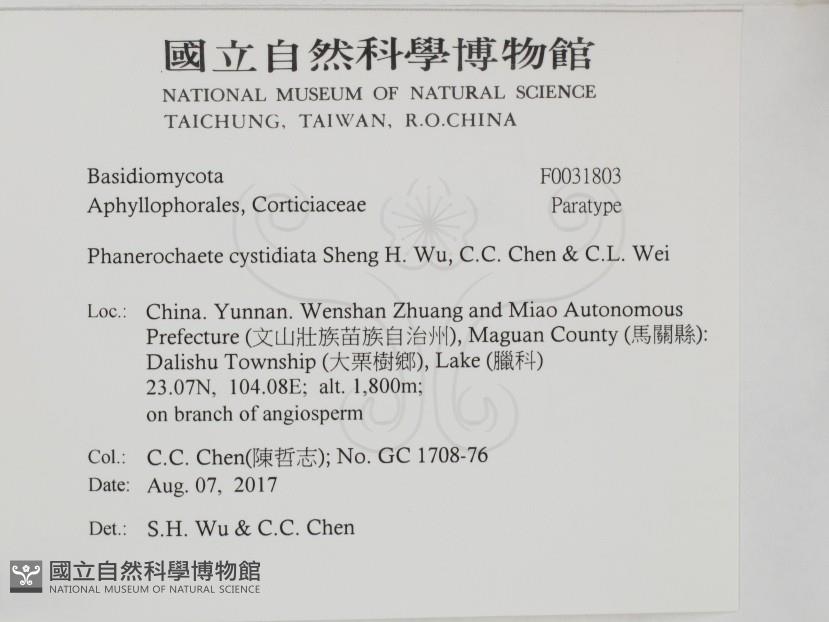 國立自然科學博物館
NATIONAL MUSEUM OF NATURAL SCIENCE
TAICHUNG, TAIWAN, R.O.CHINA
Basidiomycota F0031803
Aphyllophorales, Corticiaceae Paratype
Phanerochaete cystidiata Sheng H. Wu, C.C. Chen & C.L. Wei
Loc.: China. Yunnan. Wenshan Zhuang and Miao Autonomous
Prefecture (文山壯族苗族自治州), Maguan County (馬關縣):
Dalishu Township (大栗樹鄉), Lake (臘科)
23.07N, 104.08E; alt. 1,800m;
on branch of angiosperm
Col.: C.C. Chen(陳哲志); No. GC 1708-76
Date: Aug. 07, 2017
Det.: S.H. Wu & C.C. Chen
國立自然科學博物館
NATIONAL MUSEUM OF NATURAL SCIENCE